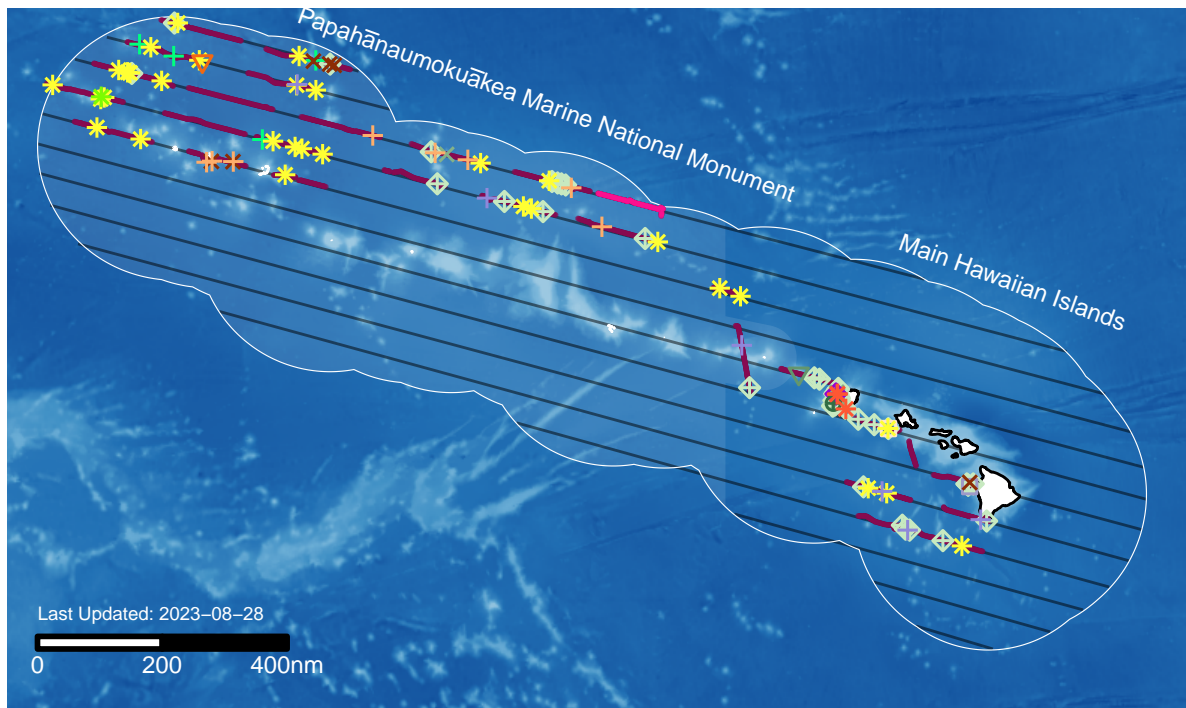 Papahānaumokuākea Marine National Monument
Main Hawaiian Islands
Last Updated: 2023−08−28
0 200 400nm